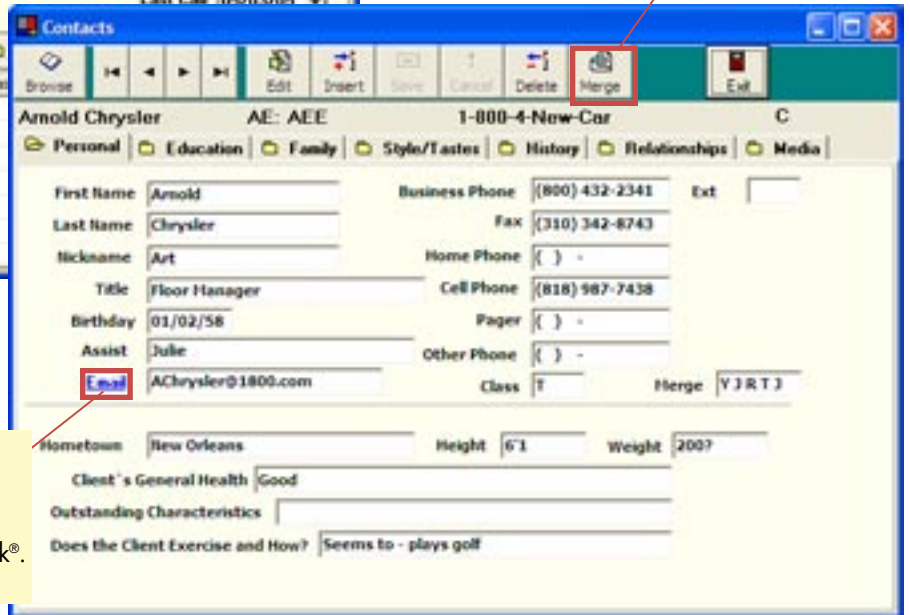 Contacts
Browse Edit Insert Save Cancel Delete Merge Exit
Arnold Chrysler AE: AEE 1-800-4-New-Car C
Personal Education Family Style/Tastes History Relationships Media
First Name Arnold Business Phone (800) 432-2341 Ext
Last Name Chrysler Fax (310) 342-8743
Nickname Art Home Phone ( ) -
Title Floor Manager Cell Phone (818) 987-7438
Birthday 01/02/58 Pager ( ) -
Assist Julie Other Phone ( ) -
Email AChrysler@1800.com Class T Merge Y J R T J
Hometown New Orleans Height 6'1 Weight 200?
Client`s General Health Good
Outstanding Characteristics
Does the Client Exercise and How? Seems to - plays golf
k®.